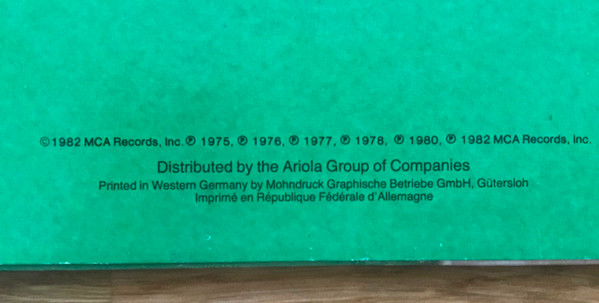 ©1982 MCA Records, Inc. ℗ 1975, ℗ 1976, ℗ 1977, ℗ 1978, ℗ 1980, ℗ 1982 MCA Records, Inc.
Distributed by the Ariola Group of Companies
Printed in Western Germany by Mohndruck Graphische Betriebe GmbH, Gütersloh
Imprimé en République Fédérale d'Allemagne